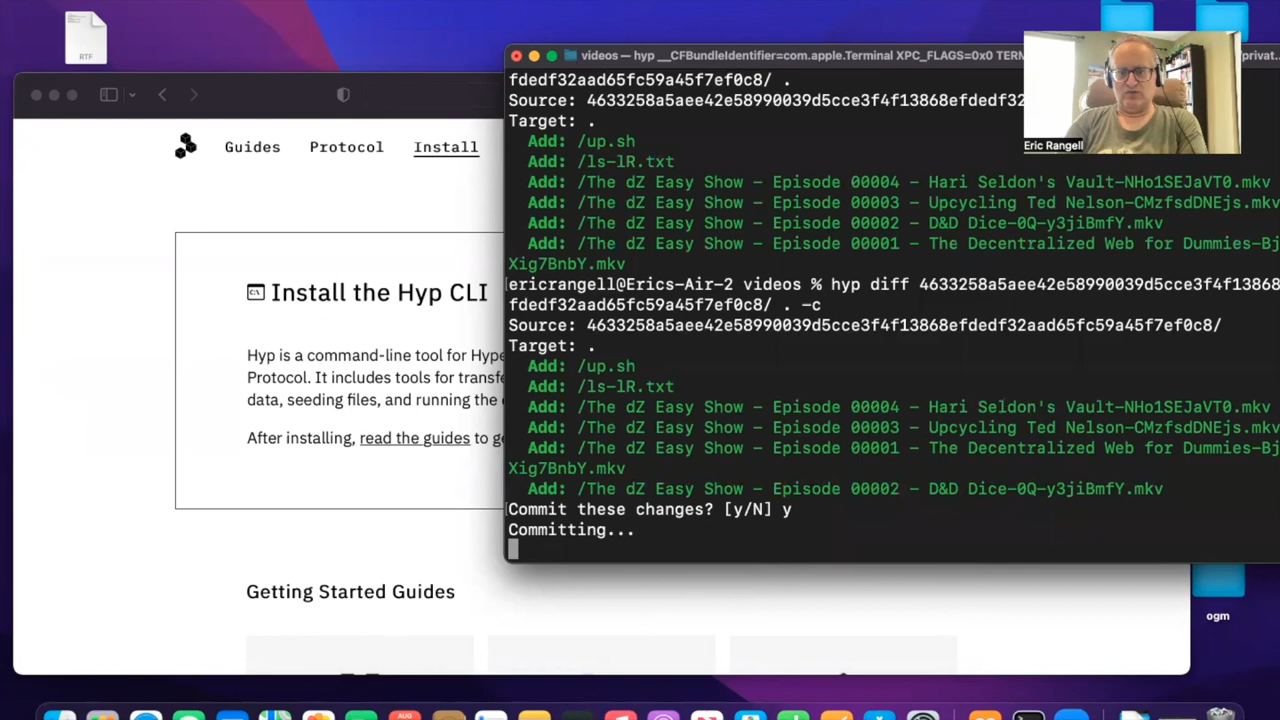 RTF
videos — hyp __CFBundleIdentifier=com.apple.Terminal XPC_FLAGS=0x0 TERM
privat...
fdedf32aad65fc59a45f7ef0c8/ .
Source: 4633258a5aee42e58990039d5cce3f4f13868efdedf32
Target: .
Add: /up.sh
Add: /ls-lR.txt
Add: /The dZ Easy Show - Episode 00004 - Hari Seldon's Vault-NHo1SEJaVT0.mkv
Add: /The dZ Easy Show - Episode 00003 - Upcycling Ted Nelson-CMzfsdDNEjs.mkv
Add: /The dZ Easy Show - Episode 00002 - D&D Dice-0Q-y3jiBmfY.mkv
Add: /The dZ Easy Show - Episode 00001 - The Decentralized Web for Dummies-Bj
Xig7BnbY.mkv
ericrangell@Erics-Air-2 videos % hyp diff 4633258a5aee42e58990039d5cce3f4f13868
fdedf32aad65fc59a45f7ef0c8/ . -c
Source: 4633258a5aee42e58990039d5cce3f4f13868efdedf32aad65fc59a45f7ef0c8/
Target: .
Add: /up.sh
Add: /ls-lR.txt
Add: /The dZ Easy Show - Episode 00004 - Hari Seldon's Vault-NHo1SEJaVT0.mkv
Add: /The dZ Easy Show - Episode 00003 - Upcycling Ted Nelson-CMzfsdDNEjs.mkv
Add: /The dZ Easy Show - Episode 00001 - The Decentralized Web for Dummies-Bj
Xig7BnbY.mkv
Add: /The dZ Easy Show - Episode 00002 - D&D Dice-0Q-y3jiBmfY.mkv
Commit these changes? [y/N] y
Committing...
Eric Rangell
Guides Protocol Install
Install the Hyp CLI
Hyp is a command-line tool for Hype
Protocol. It includes tools for transfe
data, seeding files, and running the
After installing, read the guides to ge
Getting Started Guides
ogm
AUG